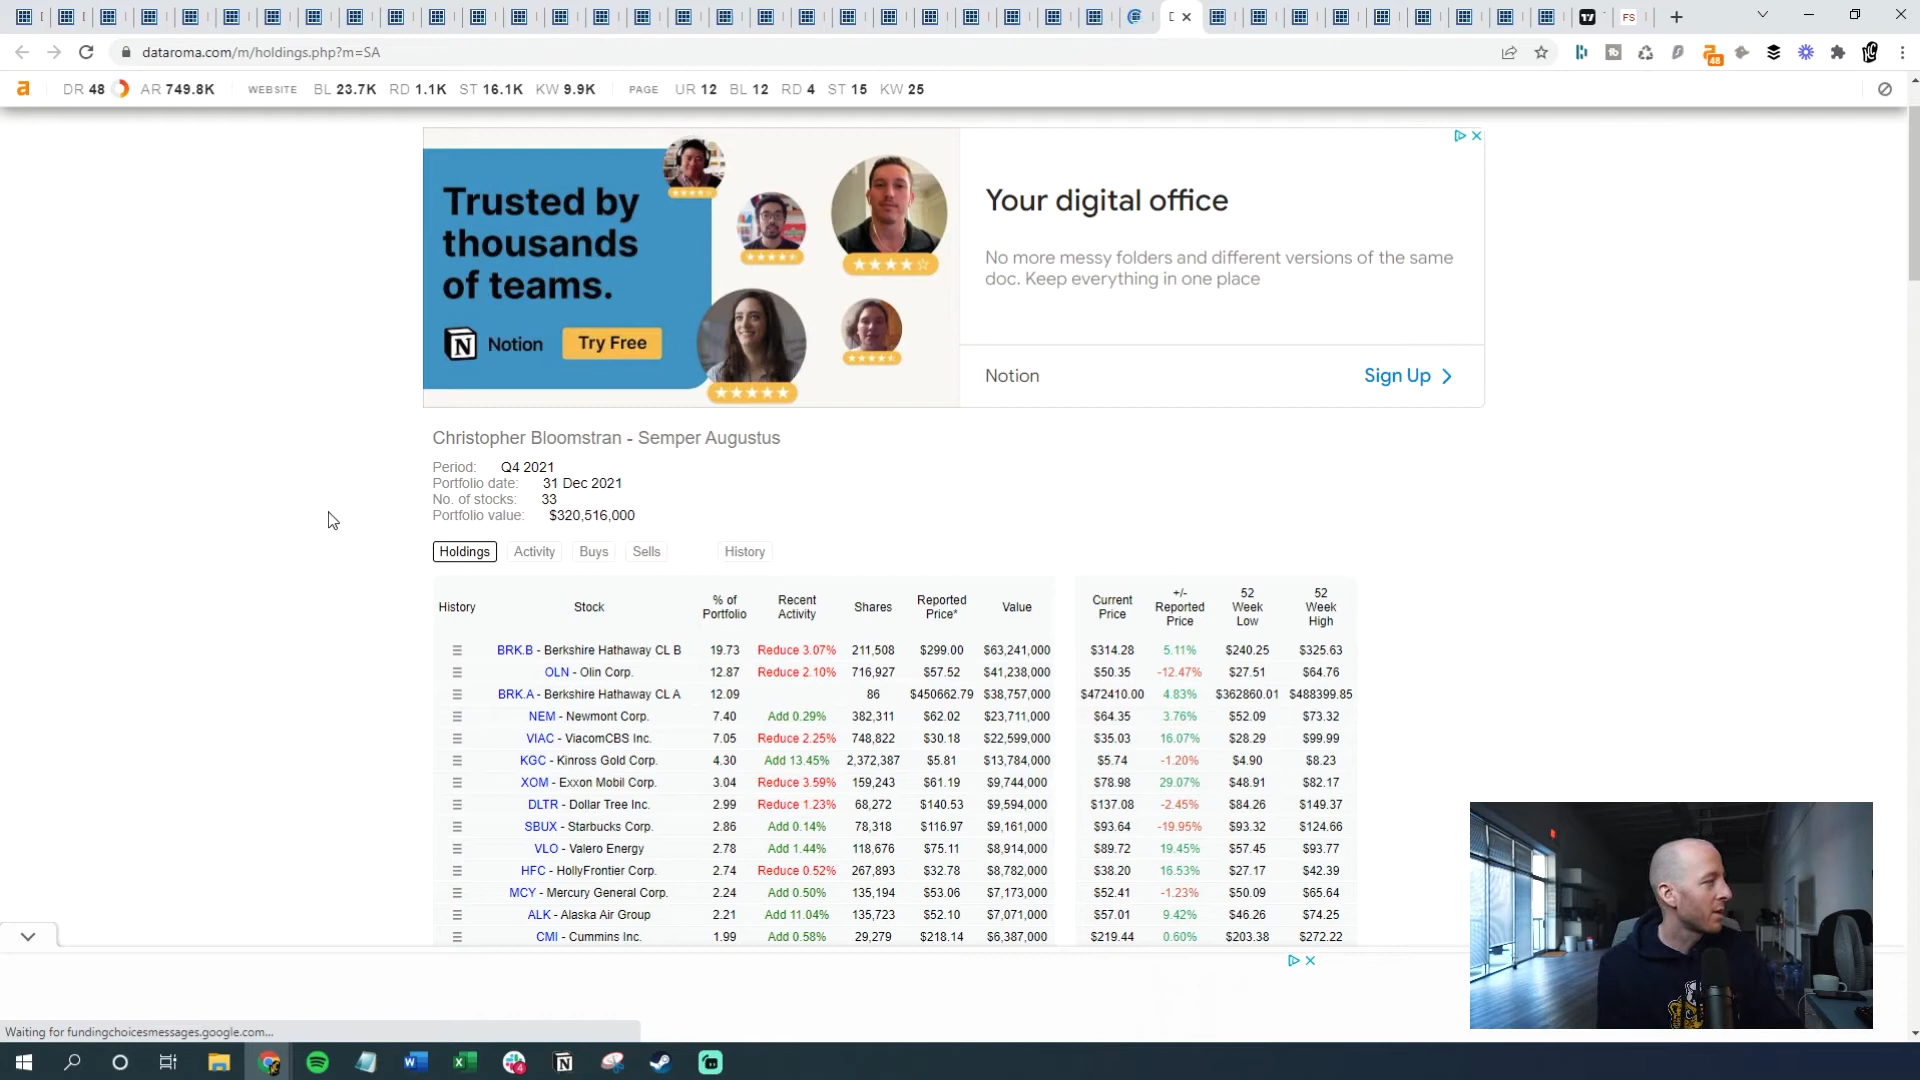 dataroma.com/m/holdings.php?m=SA
48
DR 48 AR 749.8K WEBSITE BL 23.7K RD 1.1K ST 16.1K KW 9.9K PAGE UR 12 BL 12 RD 4 ST 15 KW 25
Trusted by
thousands
of teams.
Notion Try Free
Your digital office
No more messy folders and different versions of the same
doc. Keep everything in one place
Notion Sign Up
Christopher Bloomstran - Semper Augustus
Period: Q4 2021
Portfolio date: 31 Dec 2021
No. of stocks: 33
Portfolio value: $320,516,000
Holdings Activity Buys Sells History
History Stock % of Portfolio Recent Activity Shares Reported Price* Value Current Price +/- Reported Price 52 Week Low 52 Week High
BRK.B - Berkshire Hathaway CL B 19.73 Reduce 3.07% 211,508 $299.00 $63,241,000 $314.28 5.11% $240.25 $325.63
OLN - Olin Corp. 12.87 Reduce 2.10% 716,927 $57.52 $41,238,000 $50.35 -12.47% $27.51 $64.76
BRK.A - Berkshire Hathaway CL A 12.09 86 $450662.79 $38,757,000 $472410.00 4.83% $362860.01 $488399.85
NEM - Newmont Corp. 7.40 Add 0.29% 382,311 $62.02 $23,711,000 $64.35 3.76% $52.09 $73.32
VIAC - ViacomCBS Inc. 7.05 Reduce 2.25% 748,822 $30.18 $22,599,000 $35.03 16.07% $28.29 $99.99
KGC - Kinross Gold Corp. 4.30 Add 13.45% 2,372,387 $5.81 $13,784,000 $5.74 -1.20% $4.90 $8.23
XOM - Exxon Mobil Corp. 3.04 Reduce 3.59% 159,243 $61.19 $9,744,000 $78.98 29.07% $48.91 $82.17
DLTR - Dollar Tree Inc. 2.99 Reduce 1.23% 68,272 $140.53 $9,594,000 $137.08 -2.45% $84.26 $149.37
SBUX - Starbucks Corp. 2.86 Add 0.14% 78,318 $116.97 $9,161,000 $93.64 -19.95% $93.32 $124.66
VLO - Valero Energy 2.78 Add 1.44% 118,676 $75.11 $8,914,000 $89.72 19.45% $57.45 $93.77
HFC - HollyFrontier Corp. 2.74 Reduce 0.52% 267,893 $32.78 $8,782,000 $38.20 16.53% $27.17 $42.39
MCY - Mercury General Corp. 2.24 Add 0.50% 135,194 $53.06 $7,173,000 $52.41 -1.23% $50.09 $65.64
ALK - Alaska Air Group 2.21 Add 11.04% 135,723 $52.10 $7,071,000 $57.01 9.42% $46.26 $74.25
CMI - Cummins Inc. 1.99 Add 0.58% 29,279 $218.14 $6,387,000 $219.44 0.60% $203.38 $272.22
Waiting for fundingchoicesmessages.google.com...